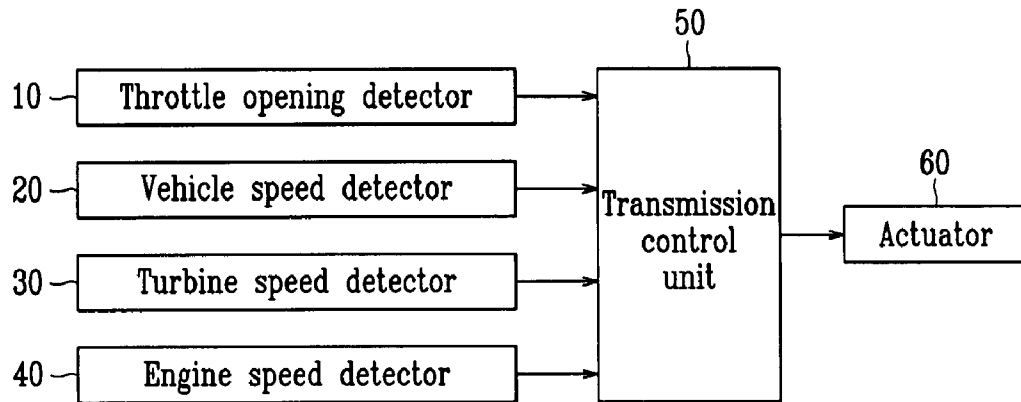 50
10
Throttle opening detector
20
Vehicle speed detector
60
Transmission
control
unit
Actuator
30
Turbine speed detector
40
Engine speed detector